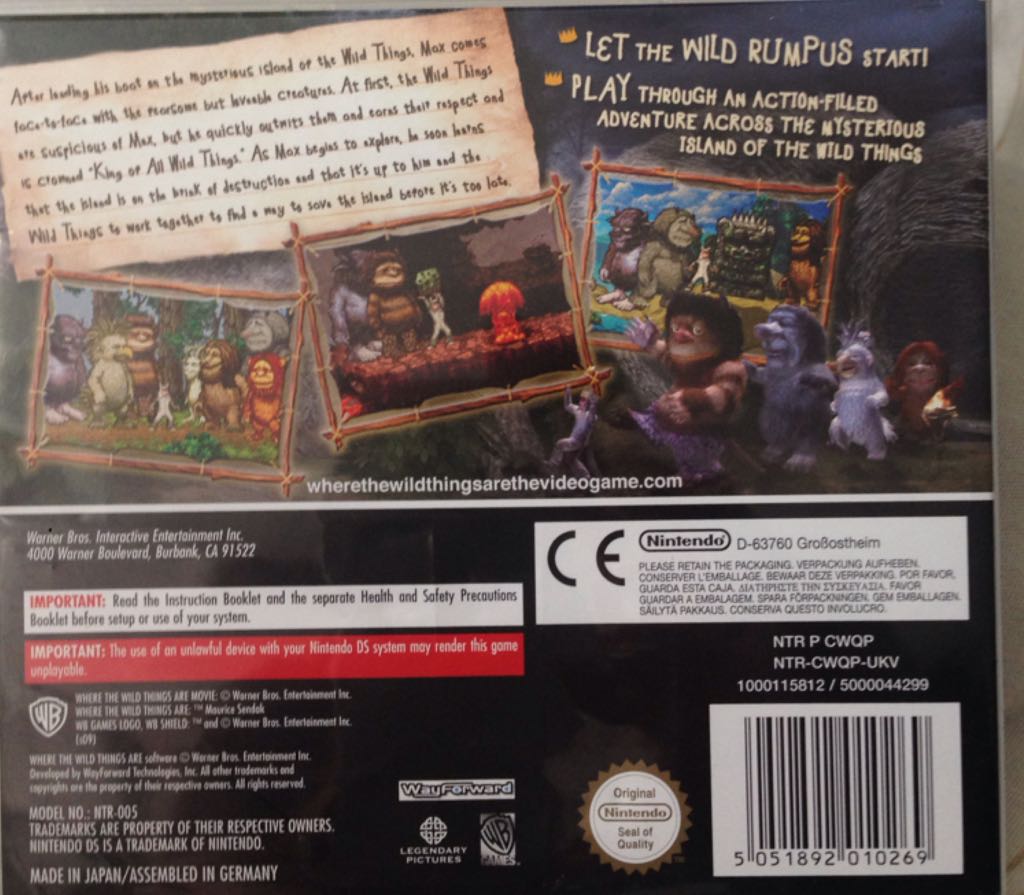 After landing his boat on the mysterious island of the Wild Things, Max comes
face-to-face with the fearsome but loveable creatures. At first, the Wild Things
are suspicious of Max, but he quickly outwits them and earns their respect and
is crowned "King of All Wild Things." As Max begins to explore, he soon learns
that the island is on the brink of destruction and that it's up to him and the
Wild Things to work together to find a way to save the island before it's too late.
LET THE WILD RUMPUS START!
PLAY THROUGH AN ACTION-FILLED
ADVENTURE ACROSS THE MYSTERIOUS
ISLAND OF THE WILD THINGS
wherethewildthingsarethevideogame.com
Warner Bros. Interactive Entertainment Inc.
4000 Warner Boulevard, Burbank, CA 91522
IMPORTANT: Read the Instruction Booklet and the separate Health and Safety Precautions
Booklet before setup or use of your system.
IMPORTANT: The use of an unlawful device with your Nintendo DS system may render this game
unplayable.
WB
WHERE THE WILD THINGS ARE MOVIE: © Warner Bros. Entertainment Inc.
WHERE THE WILD THINGS ARE: ™ Maurice Sendak
WB GAMES LOGO, WB SHIELD: ™ and © Warner Bros. Entertainment Inc.
(s09)
WHERE THE WILD THINGS ARE software © Warner Bros. Entertainment Inc.
Developed by WayForward Technologies, Inc. All other trademarks and
copyrights are the property of their respective owners. All rights reserved.
MODEL NO.: NTR-005
TRADEMARKS ARE PROPERTY OF THEIR RESPECTIVE OWNERS.
NINTENDO DS IS A TRADEMARK OF NINTENDO.
MADE IN JAPAN/ASSEMBLED IN GERMANY
WayForward
LEGENDARY
PICTURES
WB
GAMES
CE
Nintendo D-63760 Großostheim
PLEASE RETAIN THE PACKAGING. VERPACKUNG AUFHEBEN.
CONSERVER L'EMBALLAGE. BEWAAR DEZE VERPAKKING. POR FAVOR,
GUARDA ESTA CAJA. ΔΙΑΤΗΡΗΣΤΕ ΤΗΝ ΣΥΣΚΕΥΑΣΙΑ. FAVOR
GUARDAR A EMBALAGEM. SPARA FÖRPACKNINGEN. GEM EMBALLAGEN.
SÄILYTÄ PAKKAUS. CONSERVA QUESTO INVOLUCRO.
NTR P CWQP
NTR-CWQP-UKV
1000115812 / 5000044299
Original
Nintendo
Seal of
Quality
™
5 051892 010269